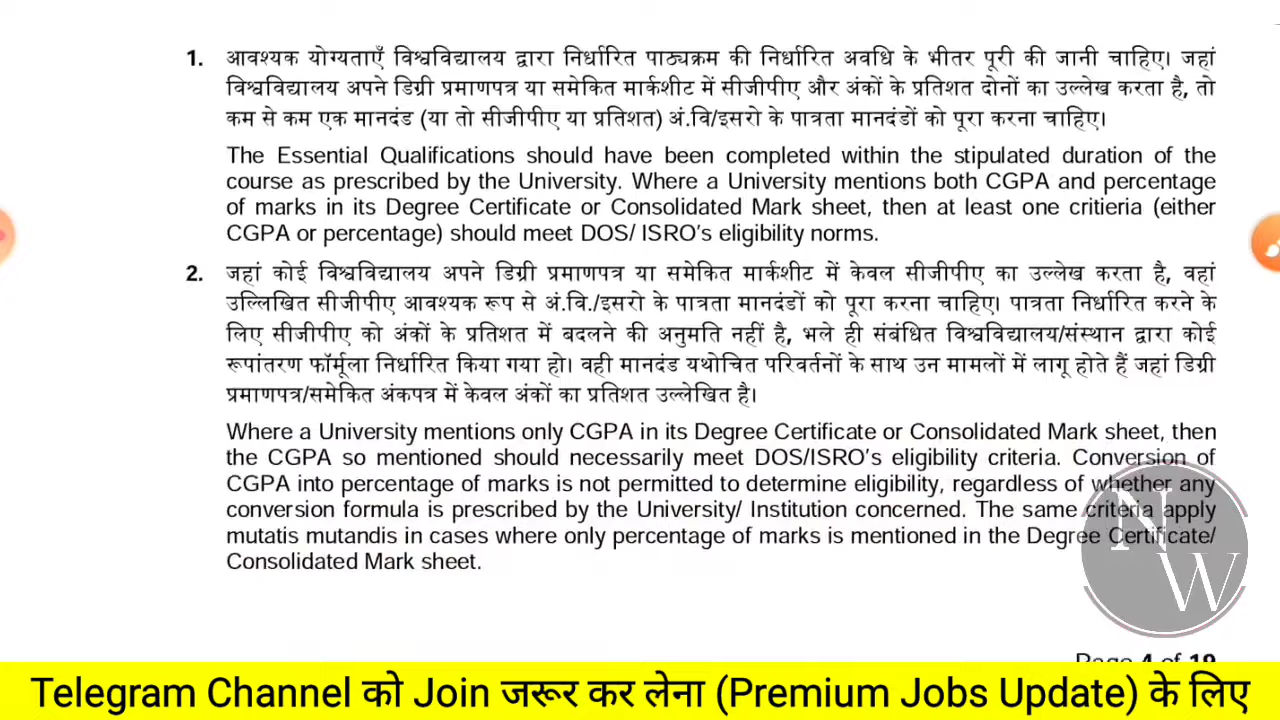 1. आवश्यक योग्यताएँ विश्वविद्यालय द्वारा निर्धारित पाठ्यक्रम की निर्धारित अवधि के भीतर पूरी की जानी चाहिए। जहां
विश्वविद्यालय अपने डिग्री प्रमाणपत्र या समेकित मार्कशीट में सीजीपीए और अंकों के प्रतिशत दोनों का उल्लेख करता है, तो
कम से कम एक मानदंड (या तो सीजीपीए या प्रतिशत) अं.वि/इसरो के पात्रता मानदंडों को पूरा करना चाहिए।
The Essential Qualifications should have been completed within the stipulated duration of the
course as prescribed by the University. Where a University mentions both CGPA and percentage
of marks in its Degree Certificate or Consolidated Mark sheet, then at least one critieria (either
CGPA or percentage) should meet DOS/ ISRO's eligibility norms.
2. जहां कोई विश्वविद्यालय अपने डिग्री प्रमाणपत्र या समेकित मार्कशीट में केवल सीजीपीए का उल्लेख करता है, वहां
उल्लिखित सीजीपीए आवश्यक रूप से अं.वि./इसरो के पात्रता मानदंडों को पूरा करना चाहिए। पात्रता निर्धारित करने के
लिए सीजीपीए को अंकों के प्रतिशत में बदलने की अनुमति नहीं है, भले ही संबंधित विश्वविद्यालय/संस्थान द्वारा कोई
रूपांतरण फॉर्मूला निर्धारित किया गया हो। वही मानदंड यथोचित परिवर्तनों के साथ उन मामलों में लागू होते हैं जहां डिग्री
प्रमाणपत्र/समेकित अंकपत्र में केवल अंकों का प्रतिशत उल्लेखित है।
Where a University mentions only CGPA in its Degree Certificate or Consolidated Mark sheet, then
the CGPA so mentioned should necessarily meet DOS/ISRO's eligibility criteria. Conversion of
CGPA into percentage of marks is not permitted to determine eligibility, regardless of whether any
conversion formula is prescribed by the University/ Institution concerned. The same criteria apply
mutatis mutandis in cases where only percentage of marks is mentioned in the Degree Certificate/
Consolidated Mark sheet.
N
W
Page 4 of 19
Telegram Channel को Join जरूर कर लेना (Premium Jobs Update) के लिए